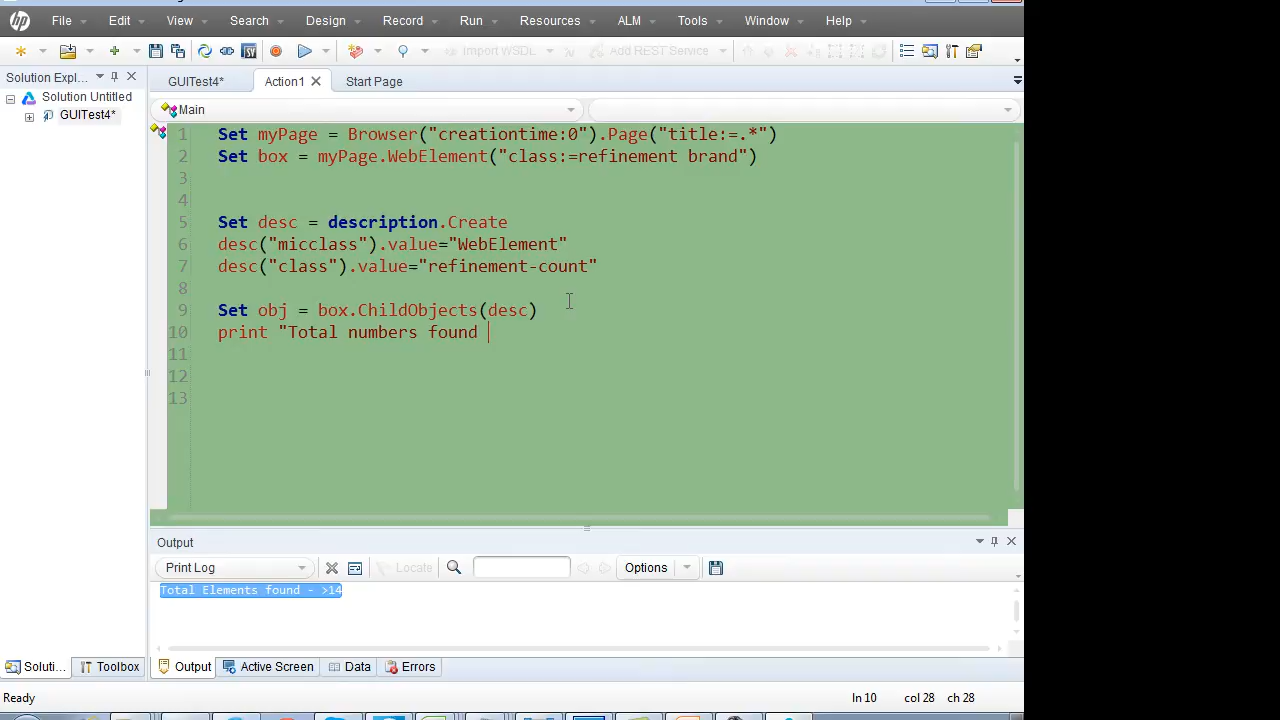 hp File Edit View Search Design Record Run Resources ALM Tools Window Help
Import WSDL Add REST Service
Solution Expl... GUITest4* Action1 Start Page
Solution Untitled Main
GUITest4*
1 Set myPage = Browser("creationtime:0").Page("title:=.*")
2 Set box = myPage.WebElement("class:=refinement brand")
3
4
5 Set desc = description.Create
6 desc("micclass").value="WebElement"
7 desc("class").value="refinement-count"
8
9 Set obj = box.ChildObjects(desc)
10 print "Total numbers found
11
12
13
Output
Print Log Locate Options
Total Elements found - >14
Soluti... Toolbox Output Active Screen Data Errors
Ready ln 10 col 28 ch 28